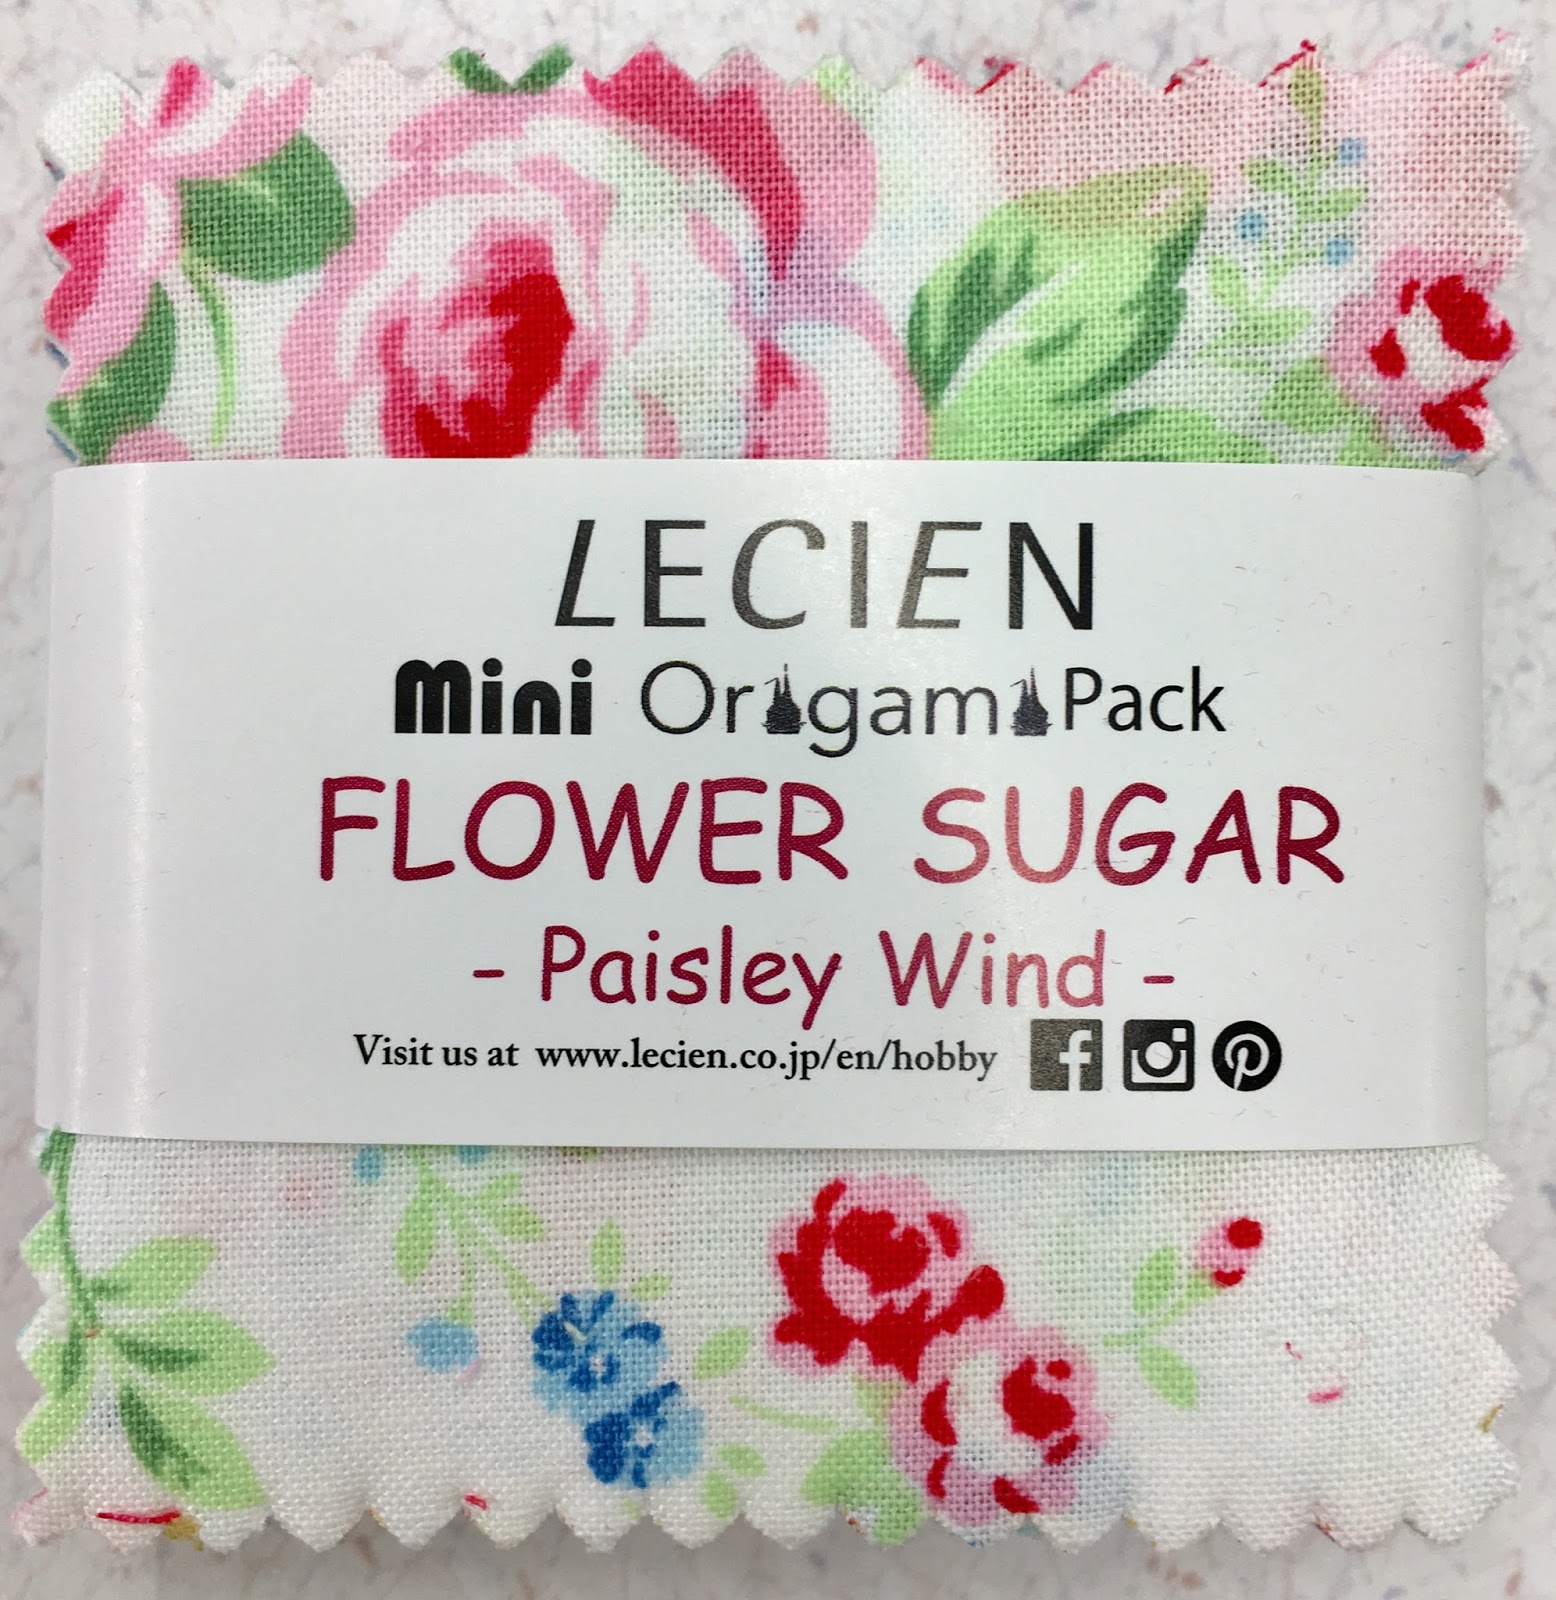 LECIEN
Mini Origami Pack
FLOWER SUGAR
- Paisley Wind -
Visit us at www.lecien.co.jp/en/hobby